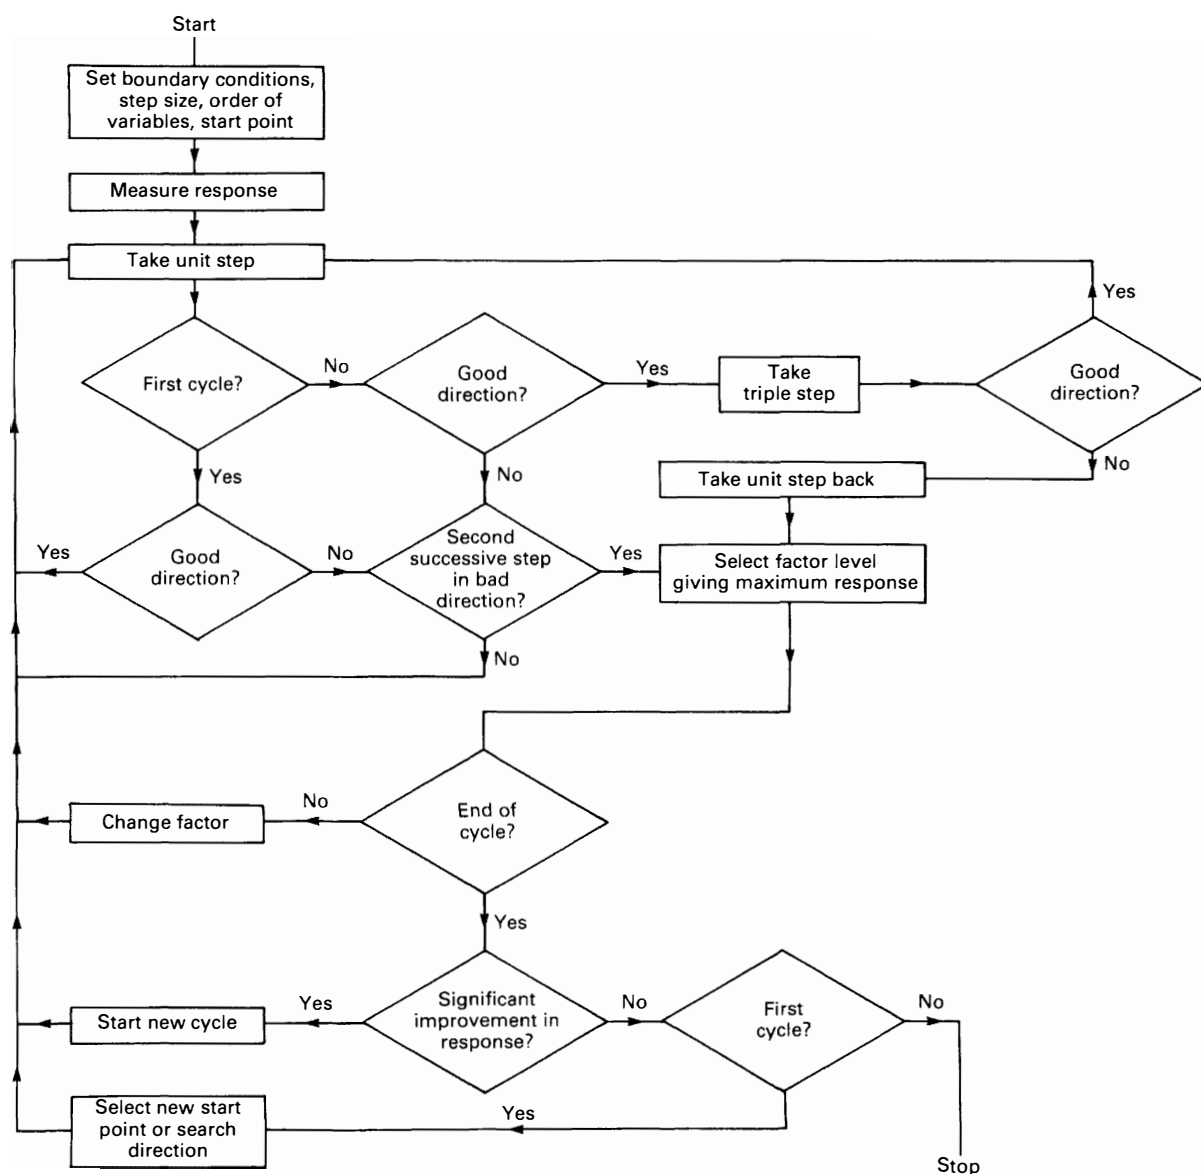 Start
Set boundary conditions,
step size, order of
variables, start point
Measure response
Take unit step
Yes
First cycle?
No
Good
direction?
Yes
Take
triple step
Good
direction?
Yes
No
No
Take unit step back
Yes
Good
direction?
No
Second
successive step
in bad
direction?
Yes
Select factor level
giving maximum response
No
Change factor
No
End of
cycle?
Yes
Start new cycle
Yes
Significant
improvement in
response?
No
First
cycle?
No
Select new start
point or search
direction
Yes
Stop